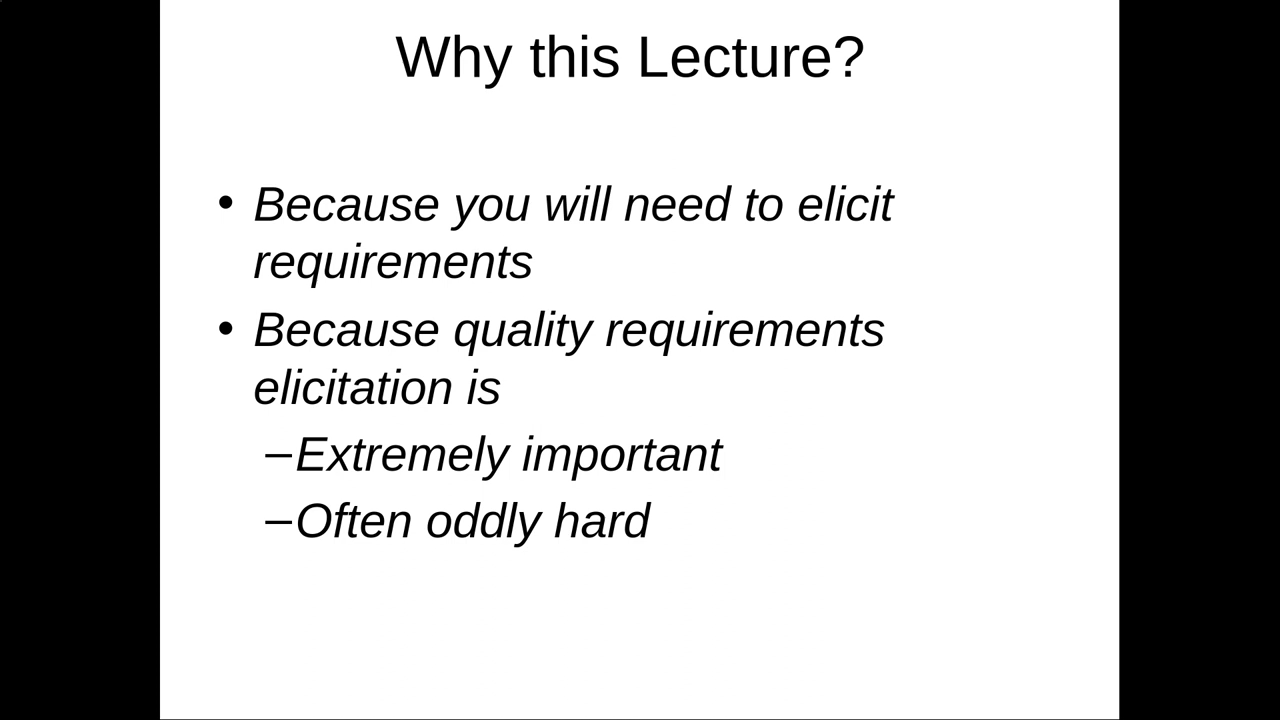 Why this Lecture?
• Because you will need to elicit
requirements
• Because quality requirements
elicitation is
–Extremely important
–Often oddly hard